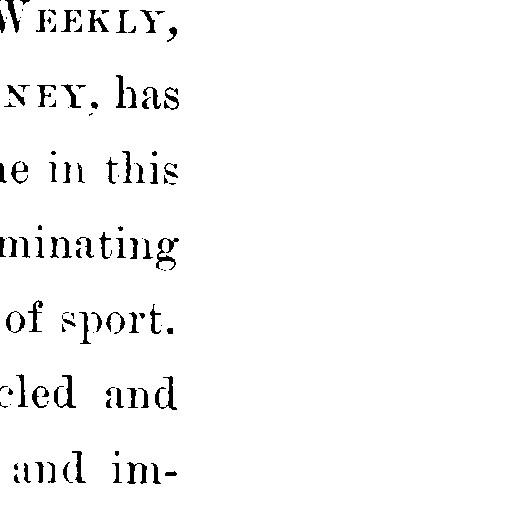 WEEKLY,
NEY, has
e in this
minating
of sport.
cled and
and im-